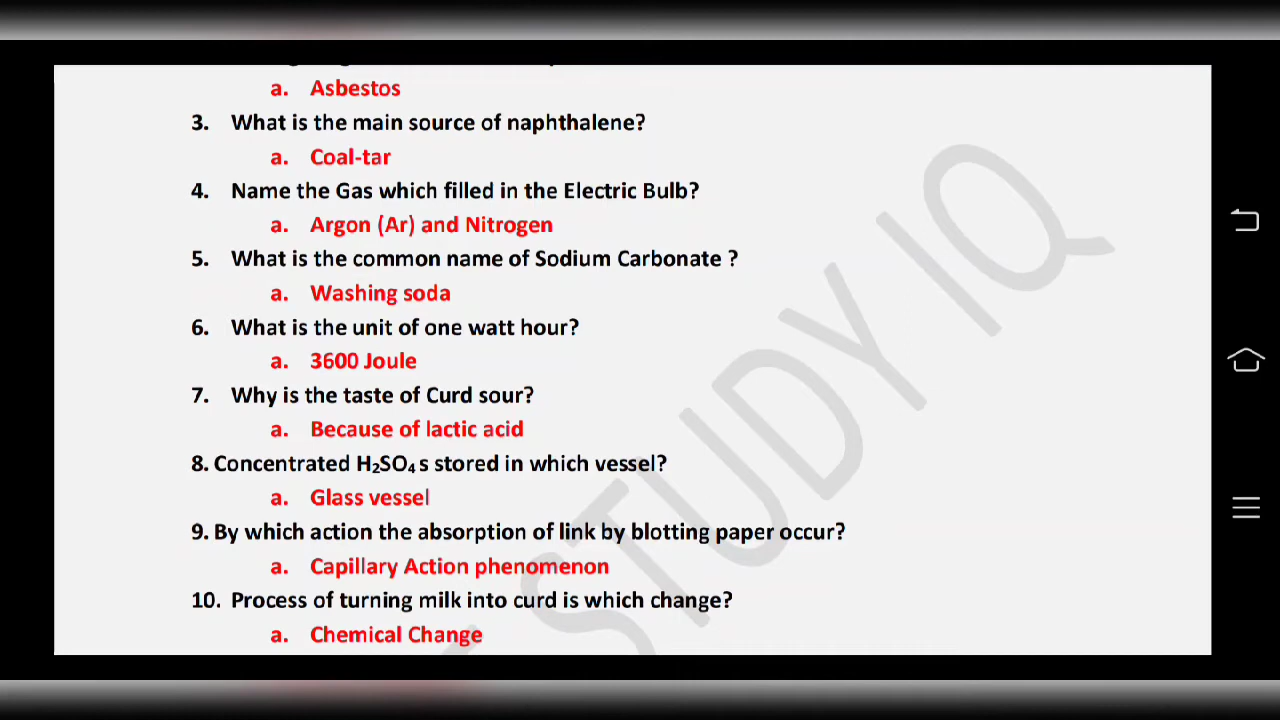 a. Asbestos
3. What is the main source of naphthalene?
a. Coal-tar
4. Name the Gas which filled in the Electric Bulb?
a. Argon (Ar) and Nitrogen
5. What is the common name of Sodium Carbonate ?
a. Washing soda
6. What is the unit of one watt hour?
a. 3600 Joule
7. Why is the taste of Curd sour?
a. Because of lactic acid
8. Concentrated H₂SO₄ s stored in which vessel?
a. Glass vessel
9. By which action the absorption of link by blotting paper occur?
a. Capillary Action phenomenon
10. Process of turning milk into curd is which change?
a. Chemical Change
STUDY IQ